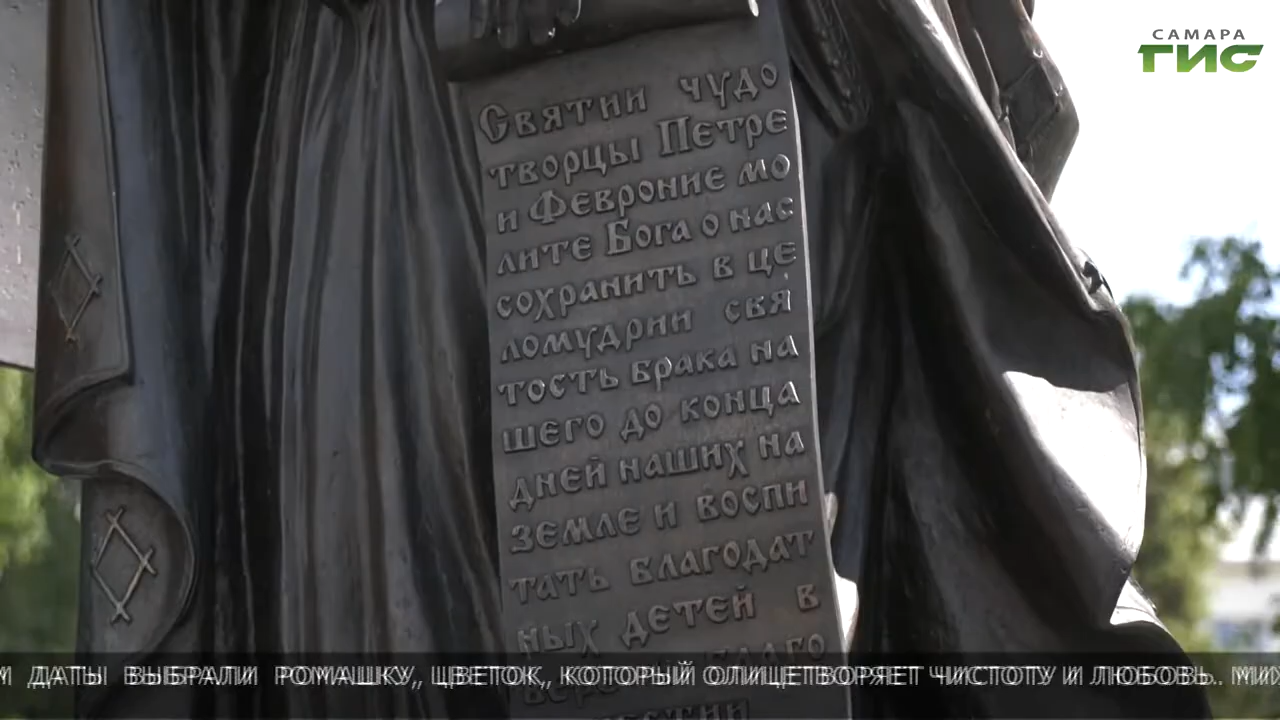 САМАРА
ГИС
Святии чудо
творцы Петре
и Феврониe мо
лите Бога о нас
сохранить в це
ломудрии свя
тость брака на
шего до конца
дней наших на
земле и воспи
тать благодат
ных детей в
ДАТЫ ВЫБРАЛИ РОМАШКУ, ЦВЕТОК, КОТОРЫЙ ОЛИЦЕТВОРЯЕТ ЧИСТОТУ И ЛЮБОВЬ.